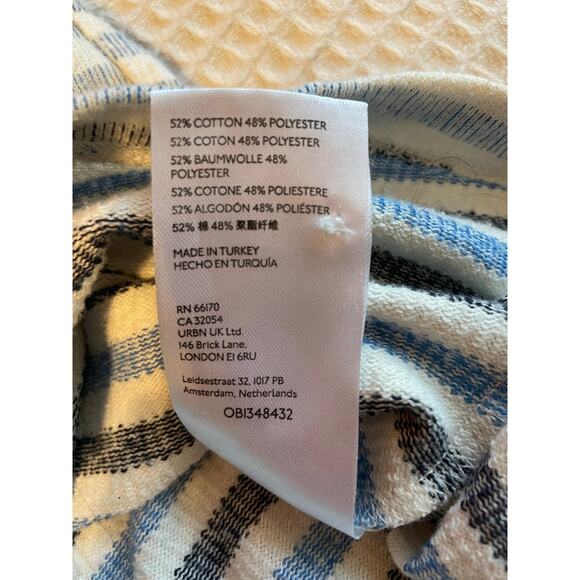 52% COTTON 48% POLYESTER
52% COTON 48% POLYESTER
52% BAUMWOLLE 48%
POLYESTER
52% COTONE 48% POLIESTERE
52% ALGODÓN 48% POLIÉSTER
52% 棉 48% 聚酯纤维
MADE IN TURKEY
HECHO EN TURQUÍA
RN 66170
CA 32054
URBN UK Ltd.
146 Brick Lane,
LONDON E1 6RU
Leidsestraat 32, 1017 PB
Amsterdam, Netherlands
OB1348432